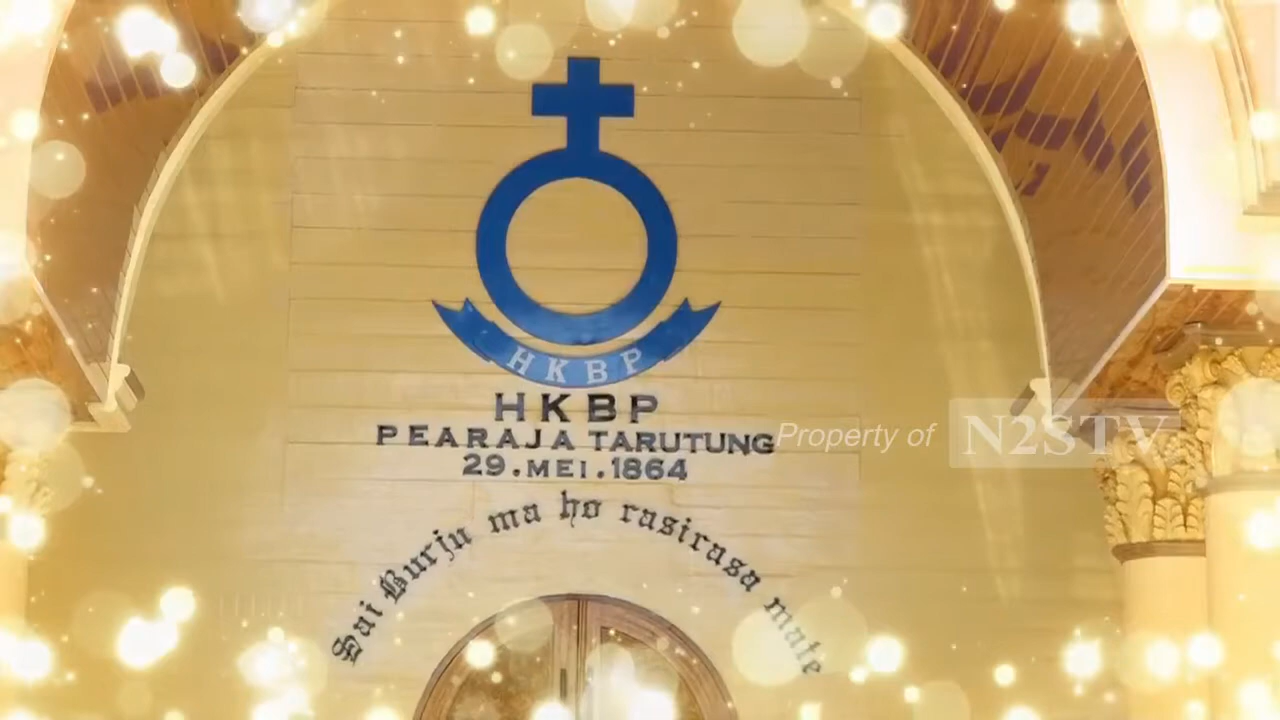 HKBP
HKBP
PEARAJA TARUTUNG
29.MEI.1864
Sai Burju ma ho rasirasa mate
Property of N2STV